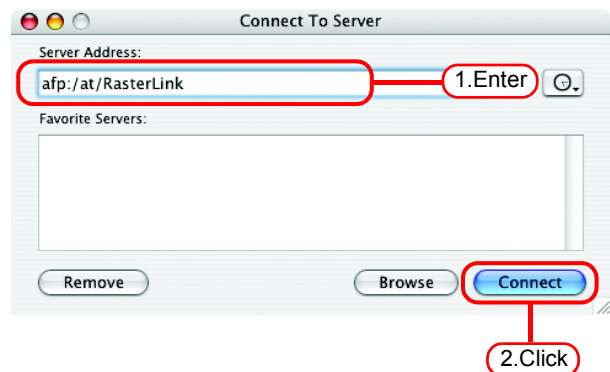 Connect To Server
Server Address:
afp:/at/RasterLink
1.Enter
Favorite Servers:
Remove
Browse
Connect
2.Click